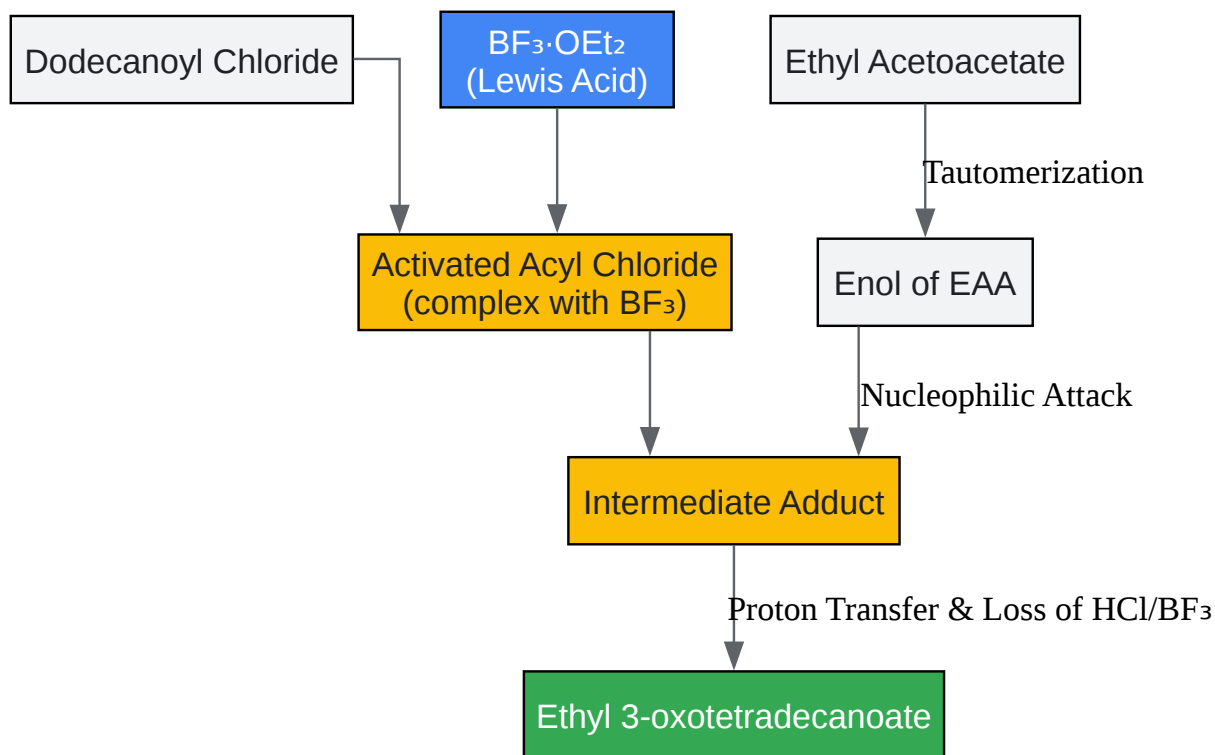 Dodecanoyl Chloride
BF₃·OEt₂
(Lewis Acid)
Ethyl Acetoacetate
Tautomerization
Activated Acyl Chloride
(complex with BF₃)
Enol of EAA
Nucleophilic Attack
Intermediate Adduct
Proton Transfer & Loss of HCl/BF₃
Ethyl 3-oxotetradecanoate